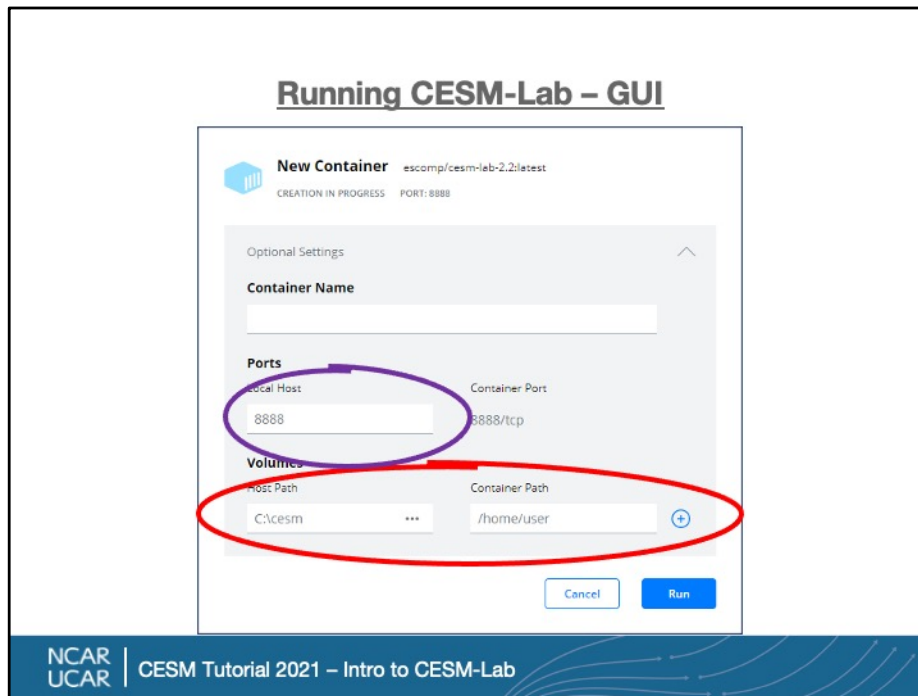 Running CESM-Lab – GUI
New Container escomp/cesm-lab-2.2:latest
CREATION IN PROGRESS PORT: 8888
Optional Settings
Container Name
Ports
Local Host Container Port
8888 8888/tcp
Volumes
Host Path Container Path
C:\cesm ••• /home/user
Cancel Run
NCAR
UCAR
CESM Tutorial 2021 – Intro to CESM-Lab